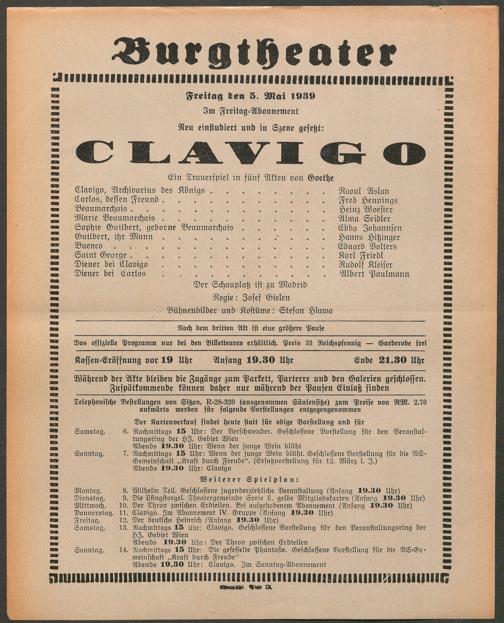 Burgtheater
Freitag den 5. Mai 1939
Im Freitag-Abonnement
Neu einstudiert und in Szene gesetzt:
CLAVIGO
Ein Trauerspiel in fünf Akten von Goethe
Clavigo, Archivarius des Königs . . . . . . . . . Raoul Aslan
Carlos, dessen Freund . . . . . . . . . . . Fred Hennings
Beaumarchais . . . . . . . . . . . . . Heinz Woester
Marie Beaumarchais . . . . . . . . . . . Alma Seidler
Sophie Guilbert, geborne Beaumarchais . . . . . . . Ebba Johannsen
Guilbert, ihr Mann . . . . . . . . . . . . Hanns Hitzinger
Bueno . . . . . . . . . . . . . . Eduard Volters
Saint George . . . . . . . . . . . . . Karl Friedl
Diener bei Clavigo . . . . . . . . . . . . Rudolf Kleiser
Diener bei Carlos . . . . . . . . . . . . Albert Paulmann
Der Schauplatz ist zu Madrid
Regie: Josef Gielen
Bühnenbilder und Kostüme: Stefan Hlawa
Nach dem dritten Akt ist eine größere Pause
Das offizielle Programm nur bei den Billetteuren erhältlich. Preis 33 Reichspfennig — Garderobe frei
Kassen-Eröffnung vor 19 Uhr Anfang 19.30 Uhr Ende 21.30 Uhr
Während der Akte bleiben die Zugänge zum Parkett, Parterre und den Galerien geschlossen.
Zuspätkommende können daher nur während der Pausen Einlaß finden
Telephonische Bestellungen von Sitzen, R-28-320 (ausgenommen Säulensitze) zum Preise von RM. 2.70
aufwärts werden für folgende Vorstellungen entgegengenommen
Der Kartenverkauf findet heute statt für obige Vorstellung und für
Samstag, 6. Nachmittags 15 Uhr: Der Verschwender. Geschlossene Vorstellung für den Veranstal-
tungsring der HJ. Gebiet Wien
Abends 19.30 Uhr: Wenn der junge Wein blüht
Sonntag, 7. Nachmittags 15 Uhr: Wenn der junge Wein blüht. Geschlossene Vorstellung für die NS-
Gemeinschaft „Kraft durch Freude“. (Ersatzvorstellung für 12. März l. J.)
Abends 19.30 Uhr: Clavigo
Weiterer Spielplan:
Montag, 8. Wilhelm Tell. Geschlossene jugenderziehliche Veranstaltung (Anfang 19.30 Uhr)
Dienstag, 9. Die Pfingstorgel. Theatergemeinde Serie E, gelbe Mitgliedskarten (Anfang 19.30 Uhr)
Mittwoch, 10. Der Thron zwischen Erdteilen. Bei aufgehobenem Abonnement (Anfang 19.30 Uhr)
Donnerstag, 11. Clavigo. Im Abonnement IV. Gruppe (Anfang 19.30 Uhr)
Freitag, 12. Der deutsche Heinrich (Anfang 19.30 Uhr)
Samstag, 13. Nachmittags 15 Uhr: Clavigo. Geschlossene Vorstellung für den Veranstaltungsring der
HJ. Gebiet Wien
Abends 19.30 Uhr: Der Thron zwischen Erdteilen
Sonntag, 14. Nachmittags 15 Uhr: Die gefesselte Phantasie. Geschlossene Vorstellung für die NS-Ge-
meinschaft „Kraft durch Freude“
Abends 19.30 Uhr: Clavigo. Im Sonntag-Abonnement